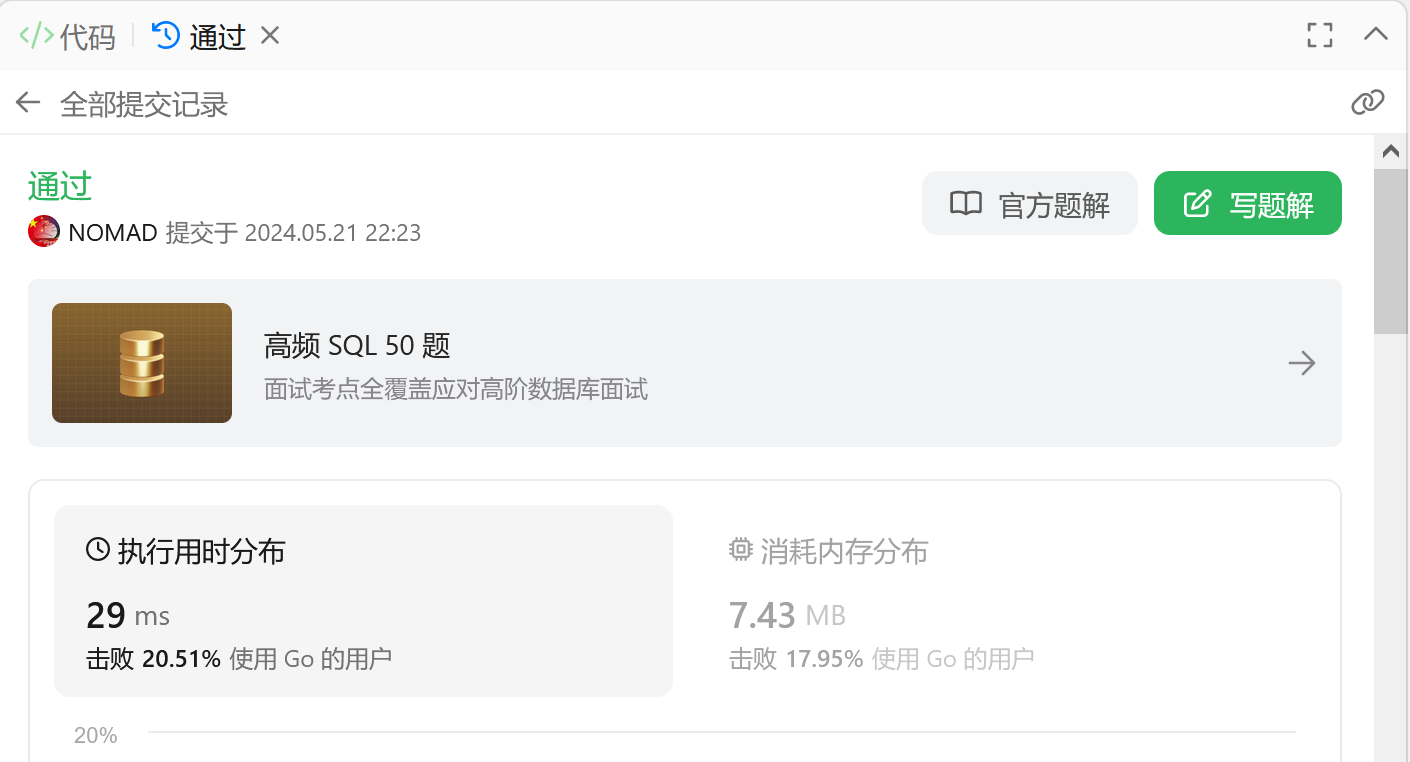 </> 代码 通过
全部提交记录
通过
官方题解
写题解
NOMAD 提交于 2024.05.21 22:23
高频 SQL 50 题
面试考点全覆盖应对高阶数据库面试
执行用时分布
29 ms
击败 20.51% 使用 Go 的用户
消耗内存分布
7.43 MB
击败 17.95% 使用 Go 的用户
20%